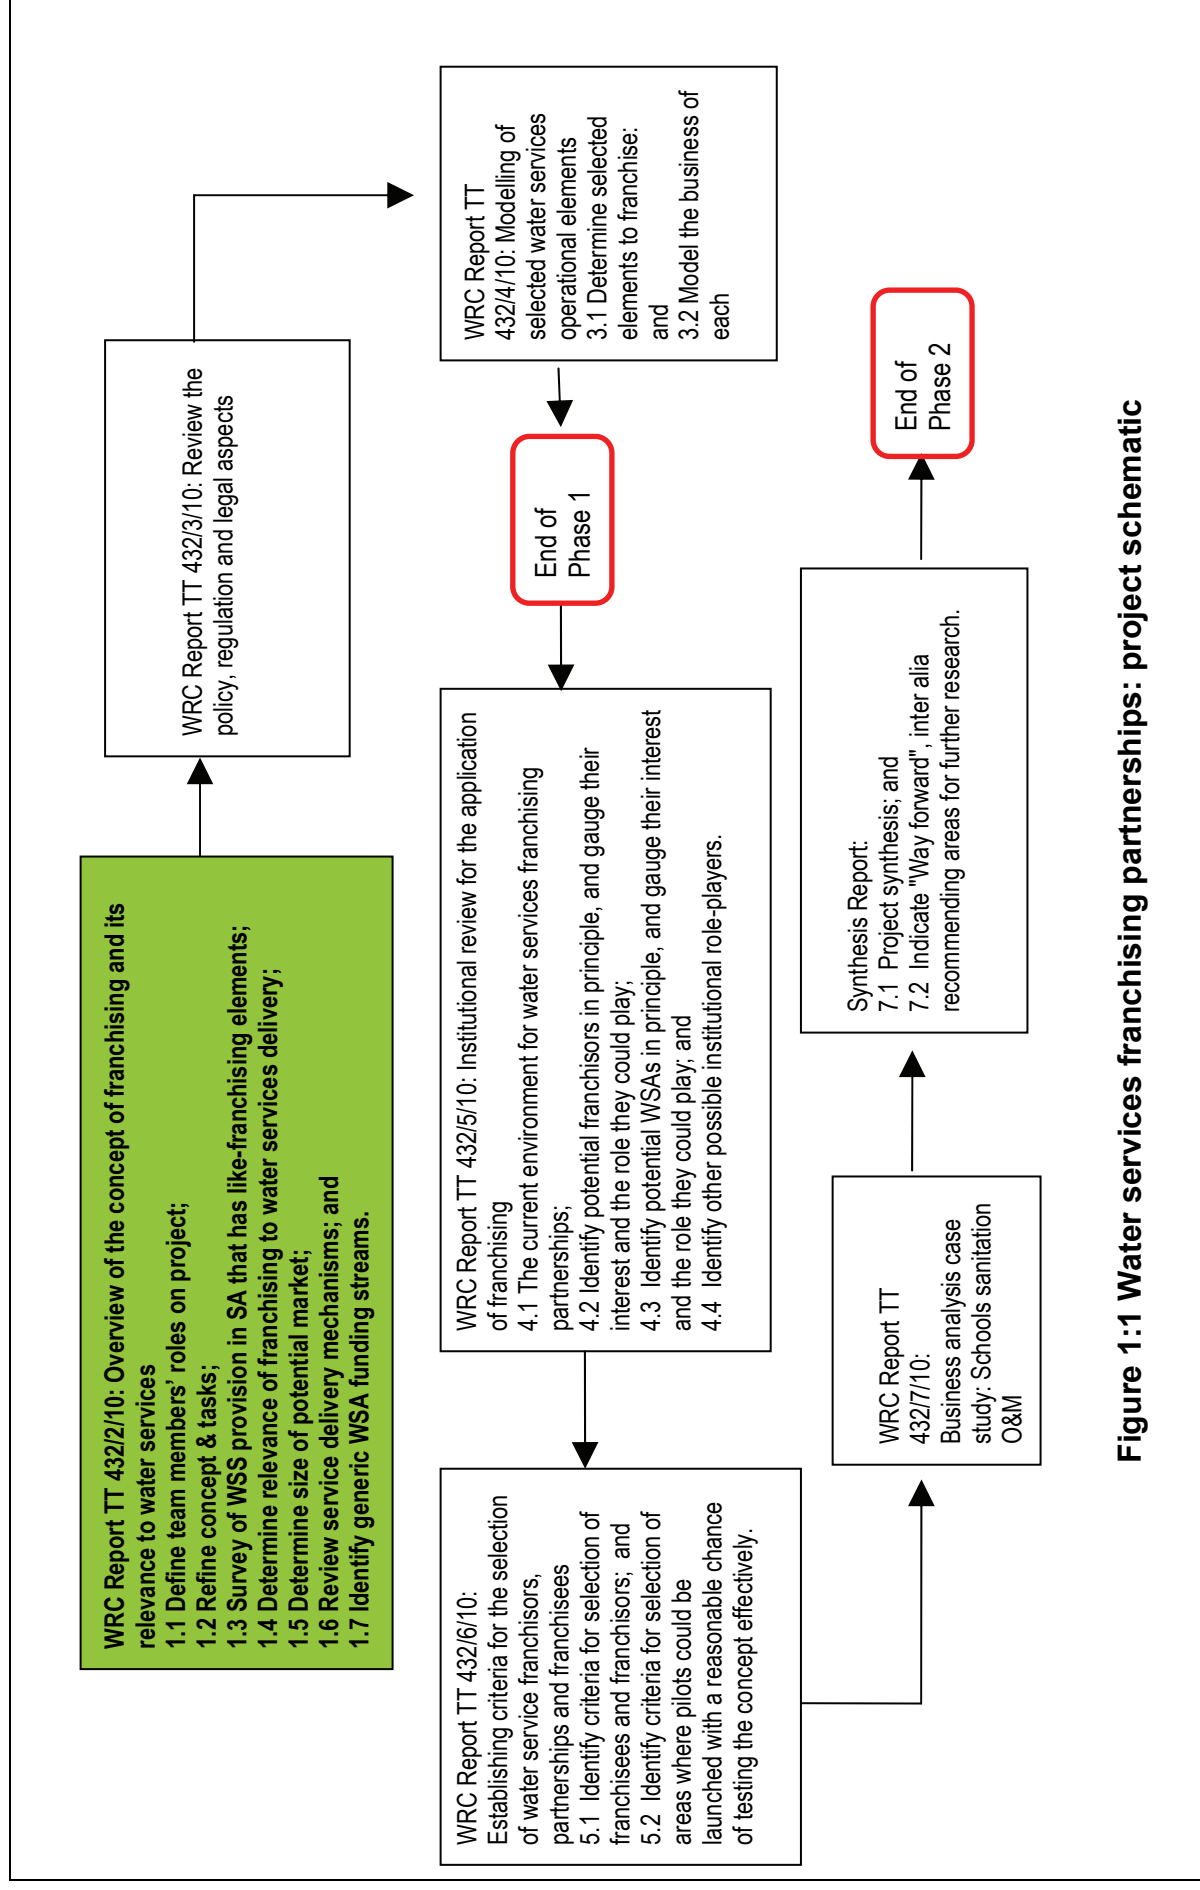 WRC Report TT 432/2/10: Overview of the concept of franchising and its
relevance to water services
1.1 Define team members’ roles on project;
1.2 Refine concept & tasks;
1.3 Survey of WSS provision in SA that has like-franchising elements;
1.4 Determine relevance of franchising to water services delivery;
1.5 Determine size of potential market;
1.6 Review service delivery mechanisms; and
1.7 Identify generic WSA funding streams.
WRC Report TT 432/3/10: Review the
policy, regulation and legal aspects
WRC Report TT
432/4/10: Modelling of
selected water services
operational elements
3.1 Determine selected
elements to franchise:
and
3.2 Model the business of
each
End of
Phase 1
WRC Report TT 432/5/10: Institutional review for the application
of franchising
4.1 The current environment for water services franchising
partnerships;
4.2 Identify potential franchisors in principle, and gauge their
interest and the role they could play;
4.3 Identify potential WSAs in principle, and gauge their interest
and the role they could play; and
4.4 Identify other possible institutional role-players.
WRC Report TT 432/6/10:
Establishing criteria for the selection
of water service franchisors,
partnerships and franchisees
5.1 Identify criteria for selection of
franchisees and franchisors; and
5.2 Identify criteria for selection of
areas where pilots could be
launched with a reasonable chance
of testing the concept effectively.
WRC Report TT
432/7/10:
Business analysis case
study: Schools sanitation
O&M
Synthesis Report:
7.1 Project synthesis; and
7.2 Indicate "Way forward", inter alia
recommending areas for further research.
End of
Phase 2
Figure 1:1 Water services franchising partnerships: project schematic